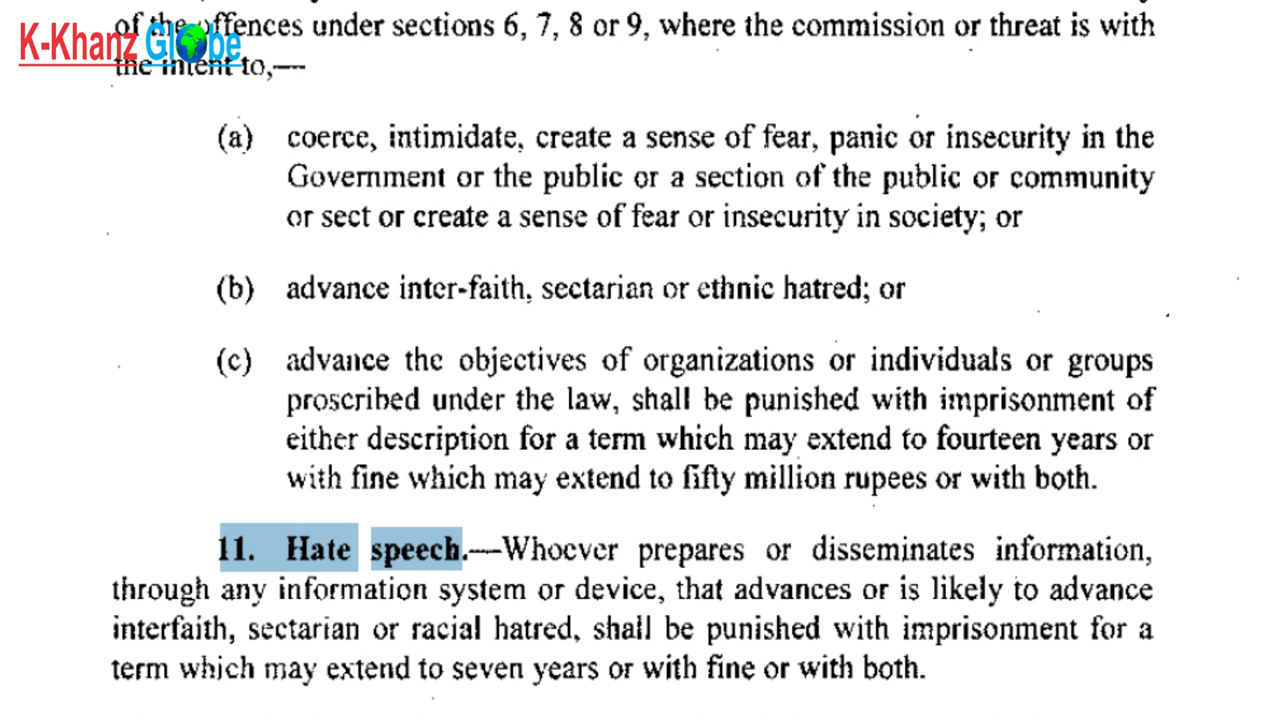 of the offences under sections 6, 7, 8 or 9, where the commission or threat is with
K-Khanz Globe
the intent to,—
(a) coerce, intimidate, create a sense of fear, panic or insecurity in the
Government or the public or a section of the public or community
or sect or create a sense of fear or insecurity in society; or
(b) advance inter-faith, sectarian or ethnic hatred; or
(c) advance the objectives of organizations or individuals or groups
proscribed under the law, shall be punished with imprisonment of
either description for a term which may extend to fourteen years or
with fine which may extend to fifty million rupees or with both.
11. Hate speech.—Whoever prepares or disseminates information,
through any information system or device, that advances or is likely to advance
interfaith, sectarian or racial hatred, shall be punished with imprisonment for a
term which may extend to seven years or with fine or with both.